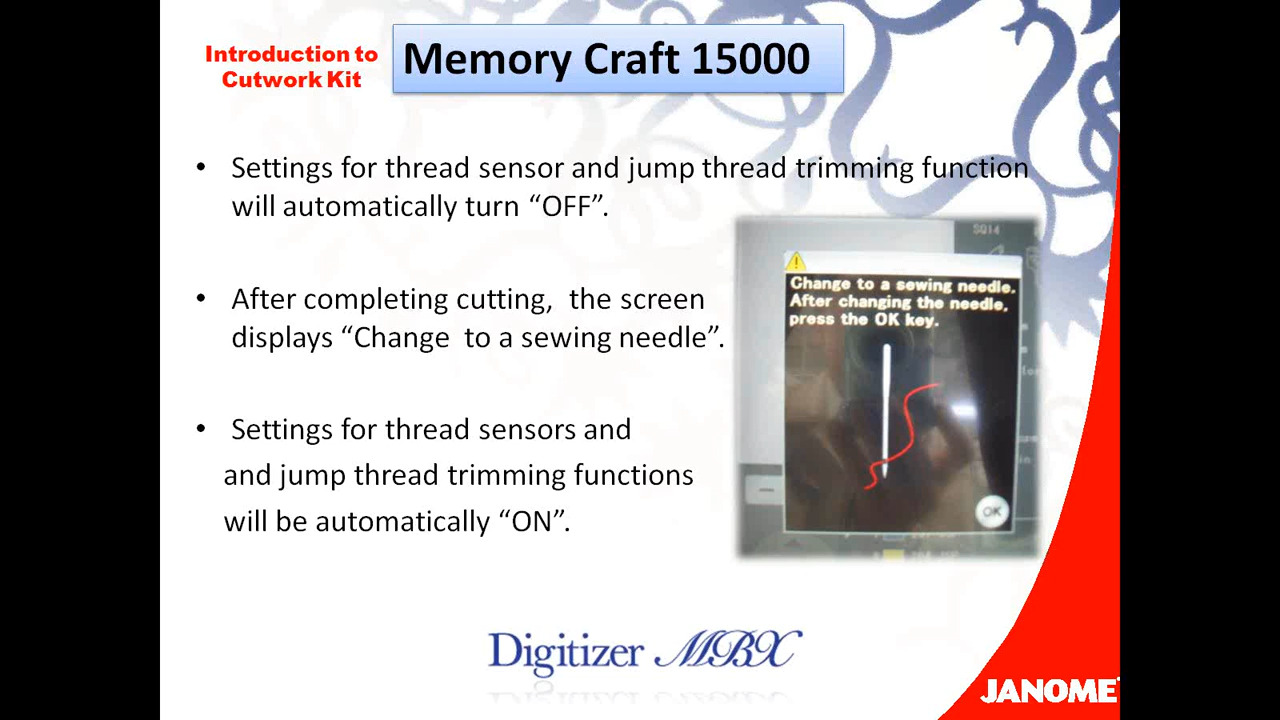 Introduction to
Cutwork Kit
Memory Craft 15000
• Settings for thread sensor and jump thread trimming function
will automatically turn “OFF”.
• After completing cutting, the screen
displays “Change to a sewing needle”.
• Settings for thread sensors and
and jump thread trimming functions
will be automatically “ON”.
SQ14
Change to a sewing needle.
After changing the needle,
press the OK key.
OK
Digitizer MBX
JANOME